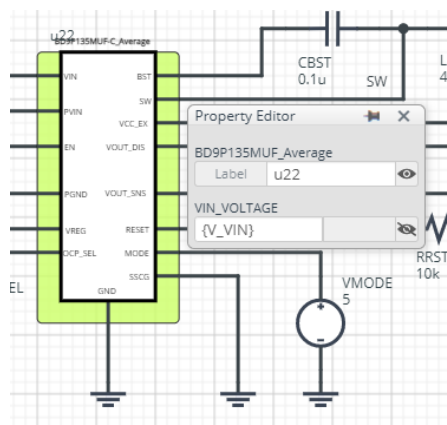 u22
BD9P135MUF-C_Average
VIN
BST
CBST
0.1u
L
4
SW
SW
PVIN
VCC_EX
Property Editor
EN
VOUT_DIS
BD9P135MUF_Average
Label
u22
PGND
VOUT_SNS
VIN_VOLTAGE
{V_VIN}
VREG
RESET
OCP_SEL
MODE
RRST
10k
EL
SSCG
GND
VMODE
5
+